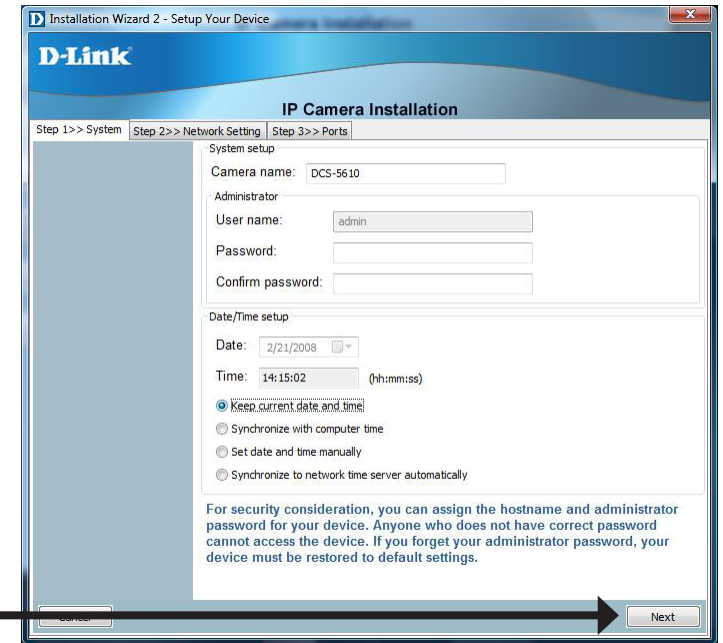 Installation Wizard 2 - Setup Your Device
D-Link
IP Camera Installation
Step 1>> System Step 2>> Network Setting Step 3>> Ports
System setup
Camera name: DCS-5610
Administrator
User name: admin
Password:
Confirm password:
Date/Time setup
Date: 2/21/2008
Time: 14:15:02 (hh:mm:ss)
Keep current date and time
Synchronize with computer time
Set date and time manually
Synchronize to network time server automatically
For security consideration, you can assign the hostname and administrator
password for your device. Anyone who does not have correct password
cannot access the device. If you forget your administrator password, your
device must be restored to default settings.
Cancel Next